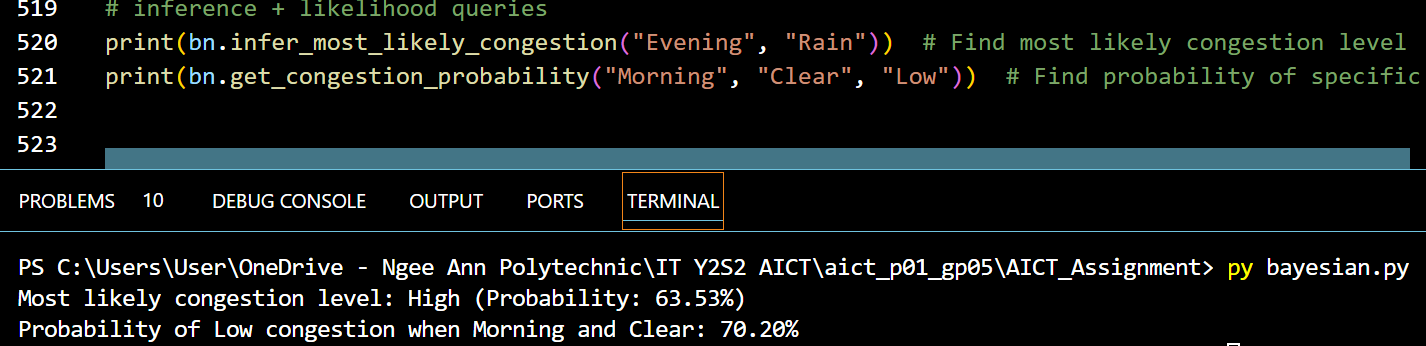 519 # inference + likelihood queries
520 print(bn.infer_most_likely_congestion("Evening", "Rain")) # Find most likely congestion level
521 print(bn.get_congestion_probability("Morning", "Clear", "Low")) # Find probability of specific
522
523
PROBLEMS 10 DEBUG CONSOLE OUTPUT PORTS TERMINAL
PS C:\Users\User\OneDrive - Ngee Ann Polytechnic\IT Y2S2 AICT\aict_p01_gp05\AICT_Assignment> py bayesian.py
Most likely congestion level: High (Probability: 63.53%)
Probability of Low congestion when Morning and Clear: 70.20%